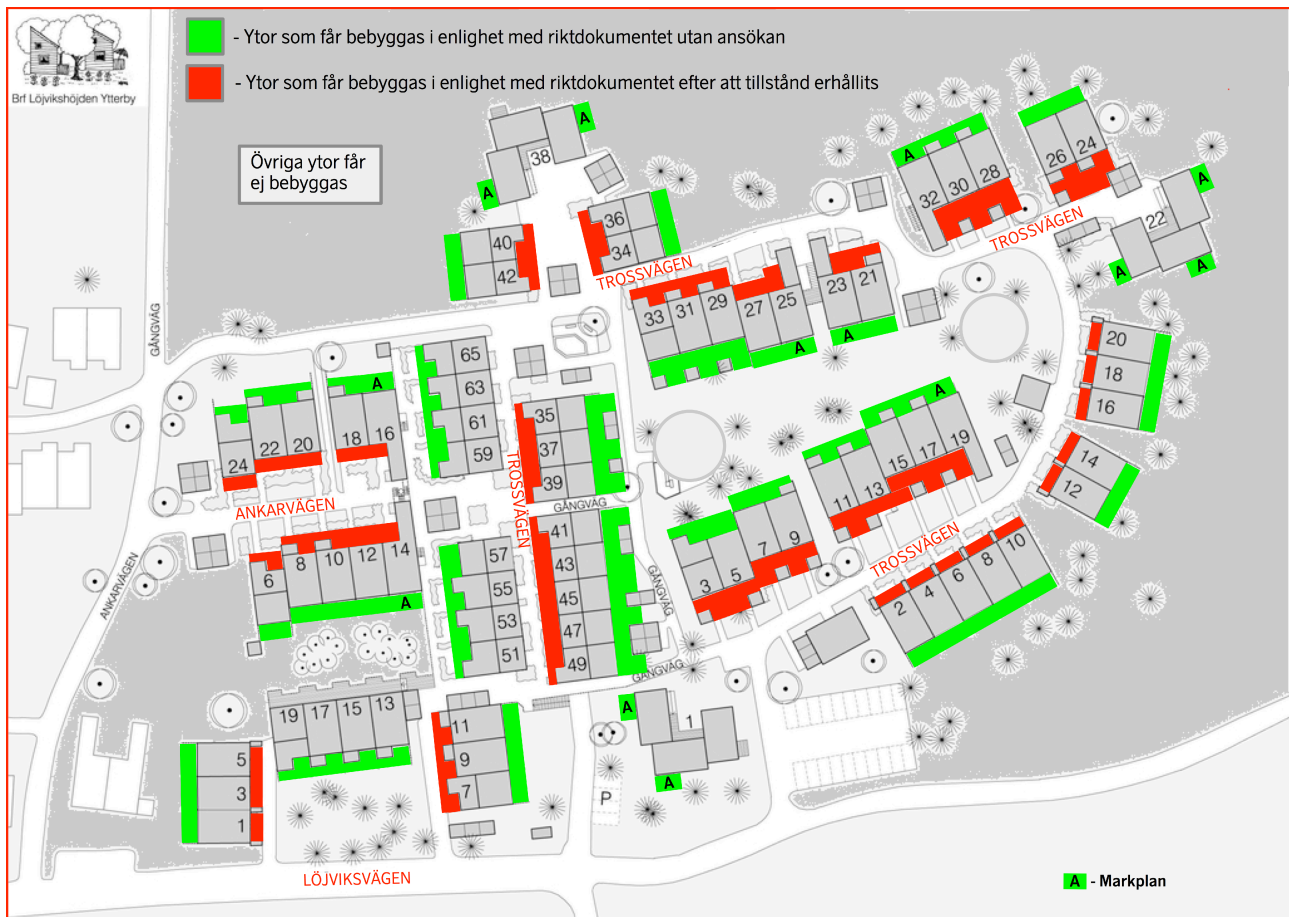 - Ytor som får bebyggas i enlighet med riktdokumentet utan ansökan
- Ytor som får bebyggas i enlighet med riktdokumentet efter att tillstånd erhållits
Brf Löjvikshöjden Ytterby
Övriga ytor får
ej bebyggas
A
38
A
A
32
30
28
26
24
A
22
A
A
36
34
40
42
TROSSVÄGEN
TROSSVÄGEN
GÅNGVÄG
33
31
29
27
25
23
21
A
A
20
18
16
14
12
65
63
61
59
A
24
22
20
18
16
35
37
39
TROSSVÄGEN
GÅNGVÄG
ANKARVÄGEN
A
11
13
15
17
19
6
8
10
12
14
A
41
43
45
47
49
57
55
53
51
GÅNGVÄG
GÅNGVÄG
3
5
7
9
TROSSVÄGEN
2
4
6
8
10
ANKARVÄGEN
19
17
15
13
11
9
7
A
1
A
P
5
3
1
LÖJVIKSVÄGEN
A - Markplan